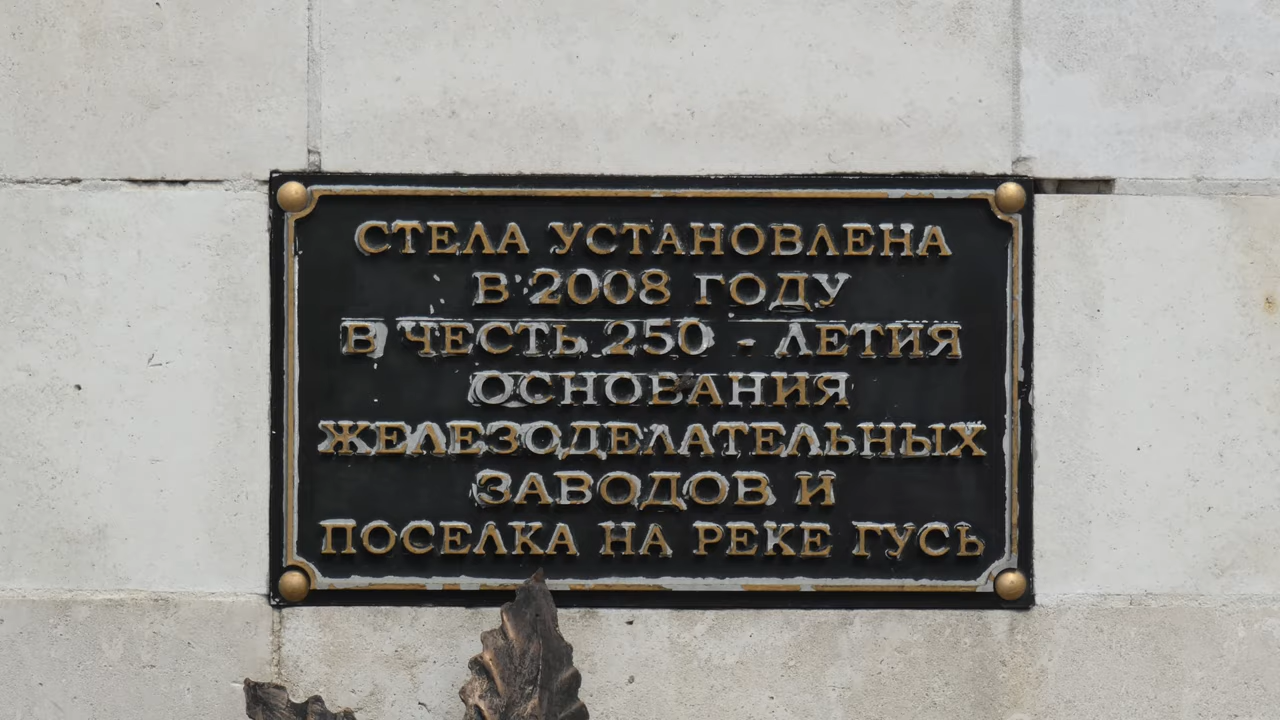 СТЕЛА УСТАНОВЛЕНА
В 2008 ГОДУ
В ЧЕСТЬ 250 - ЛЕТИЯ
ОСНОВАНИЯ
ЖЕЛЕЗОДЕЛАТЕЛЬНЫХ
ЗАВОДОВ И
ПОСЕЛКА НА РЕКЕ ГУСЬ